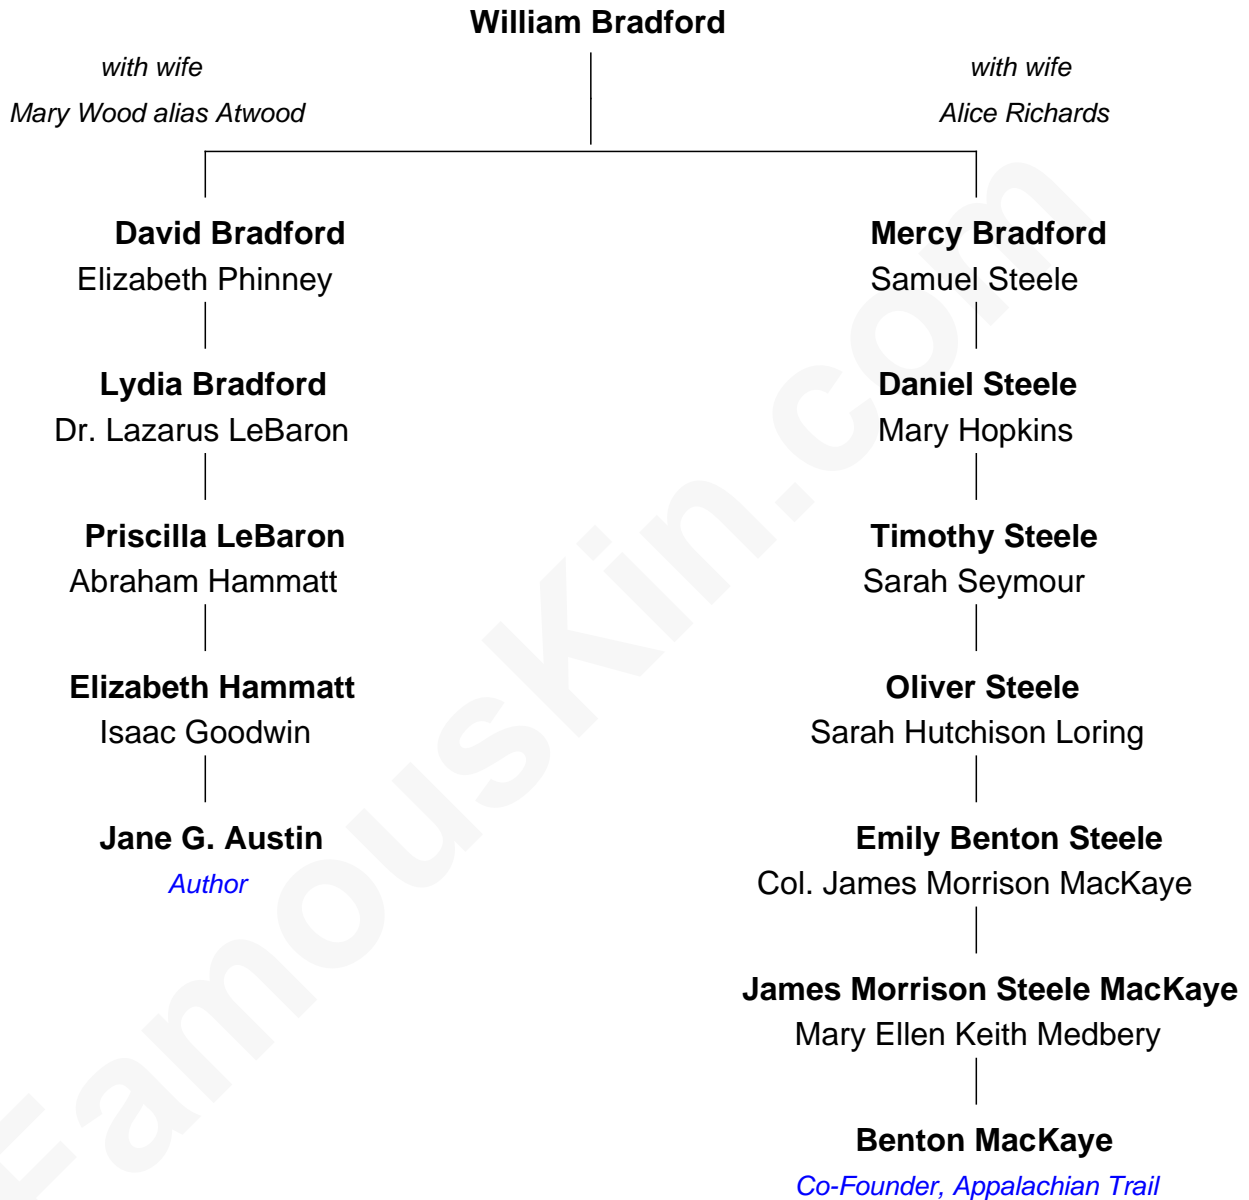 William Bradford
with wife
Mary Wood alias Atwood
with wife
Alice Richards
David Bradford
Elizabeth Phinney
Mercy Bradford
Samuel Steele
Lydia Bradford
Dr. Lazarus LeBaron
Daniel Steele
Mary Hopkins
Priscilla LeBaron
Abraham Hammatt
Timothy Steele
Sarah Seymour
Elizabeth Hammatt
Isaac Goodwin
Oliver Steele
Sarah Hutchison Loring
Jane G. Austin
Author
Emily Benton Steele
Col. James Morrison MacKaye
James Morrison Steele MacKaye
Mary Ellen Keith Medbery
Benton MacKaye
Co-Founder, Appalachian Trail
FamousKin.com